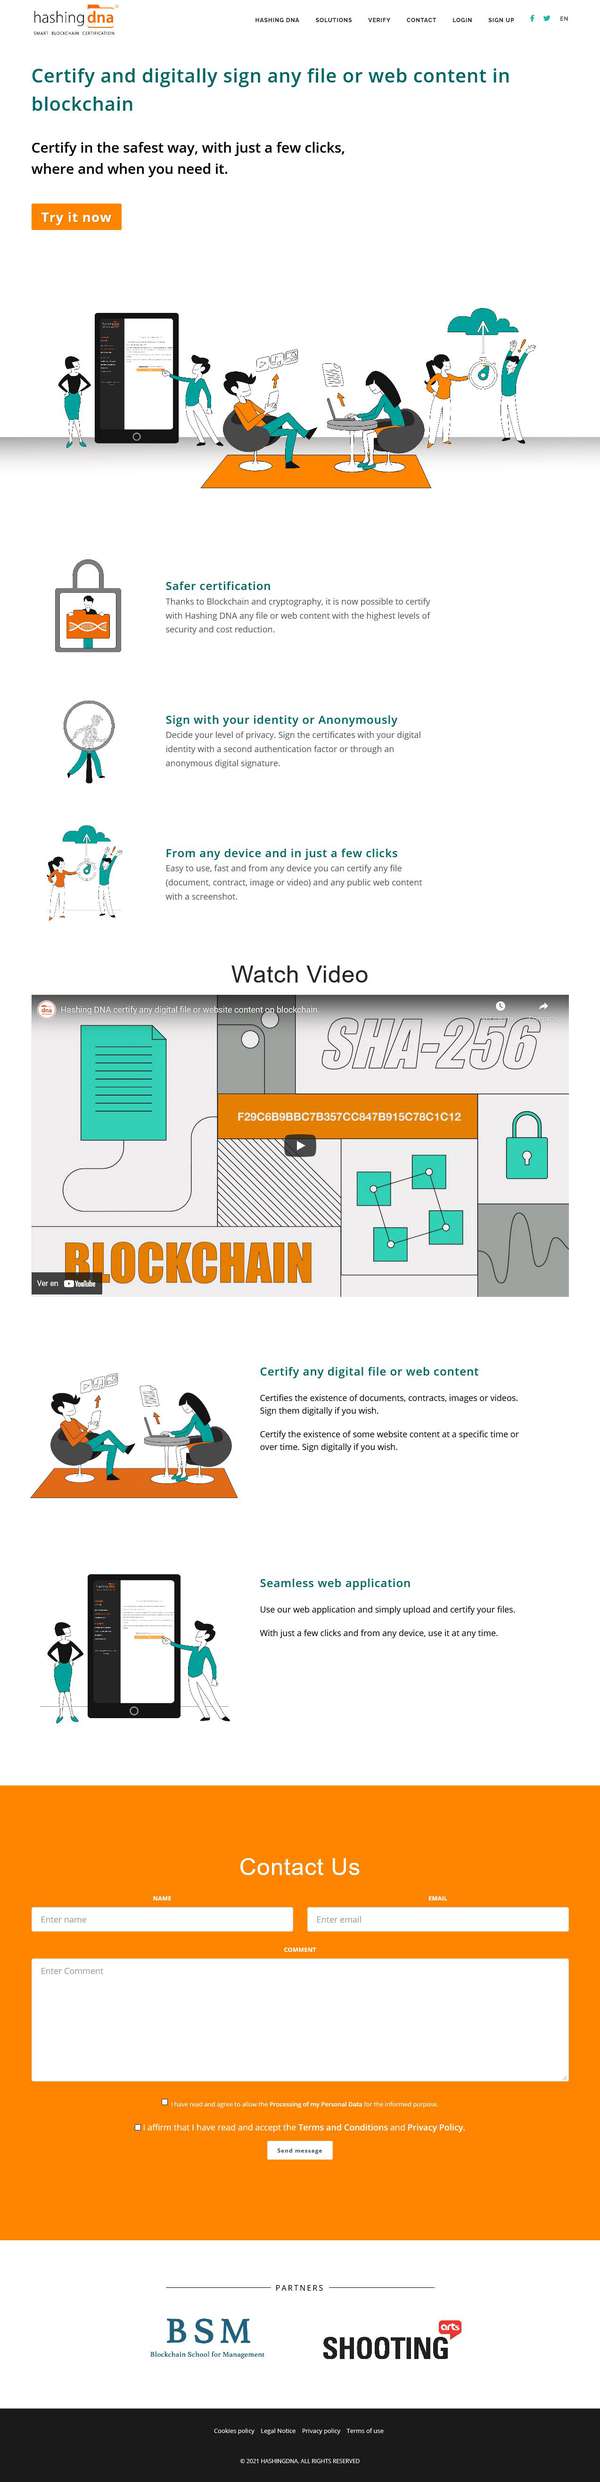 hashing dna
SMART BLOCKCHAIN CERTIFICATION
HASHING DNA
SOLUTIONS
VERIFY
CONTACT
LOGIN
SIGN UP
EN
Certify and digitally sign any file or web content in
blockchain
Certify in the safest way, with just a few clicks,
where and when you need it.
Try it now
Safer certification
Thanks to Blockchain and cryptography, it is now possible to certify
with Hashing DNA any file or web content with the highest levels of
security and cost reduction.
Sign with your identity or Anonymously
Decide your level of privacy. Sign the certificates with your digital
identity with a second authentication factor or through an
anonymous digital signature.
From any device and in just a few clicks
Easy to use, fast and from any device you can certify any file
(document, contract, image or video) and any public web content
with a screenshot.
Watch Video
dna
Hashing DNA certify any digital file or website content on blockchain.
SHA-256
F29C6B9BBC7B357CC847B915C78C1C12
BLOCKCHAIN
Ver en YouTube
Certify any digital file or web content
Certifies the existence of documents, contracts, images or videos.
Sign them digitally if you wish.
Certify the existence of some website content at a specific time or
over time. Sign digitally if you wish.
Seamless web application
Use our web application and simply upload and certify your files.
With just a few clicks and from any device, use it at any time.
Contact Us
NAME
EMAIL
Enter name
Enter email
COMMENT
Enter Comment
I have read and agree to allow the Processing of my Personal Data for the informed purpose.
I affirm that I have read and accept the Terms and Conditions and Privacy Policy.
Send message
PARTNERS
BSM
Blockchain School for Management
arts
SHOOTING
Cookies policy
Legal Notice
Privacy policy
Terms of use
© 2021 HASHINGDNA. ALL RIGHTS RESERVED